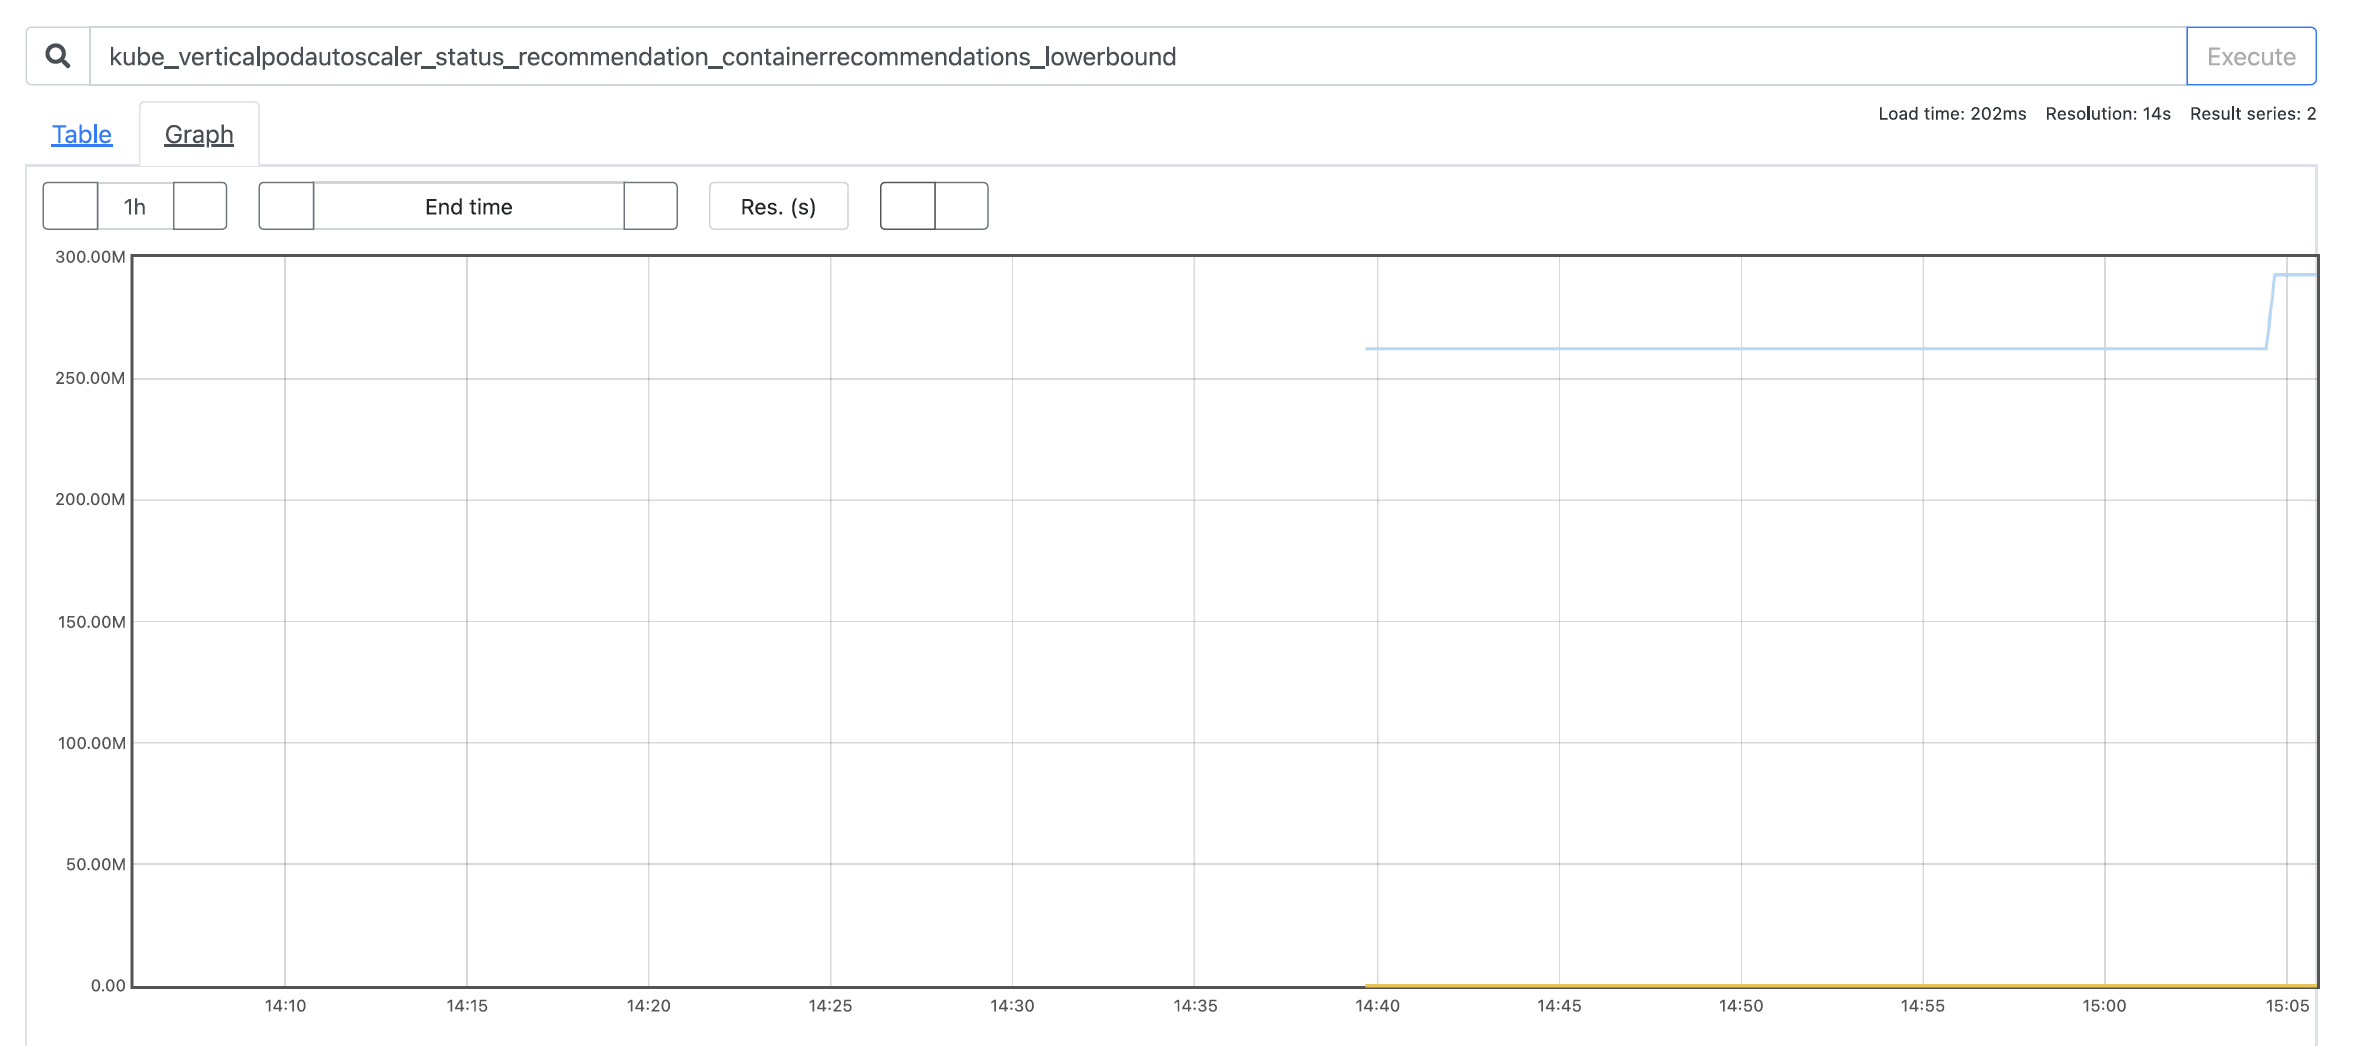 kube_verticalpodautoscaler_status_recommendation_containerrecommendations_lowerbound
Execute
Load time: 202ms Resolution: 14s Result series: 2
Table
Graph
1h
End time
Res. (s)
300.00M
250.00M
200.00M
150.00M
100.00M
50.00M
0.00
14:10 14:15 14:20 14:25 14:30 14:35 14:40 14:45 14:50 14:55 15:00 15:05